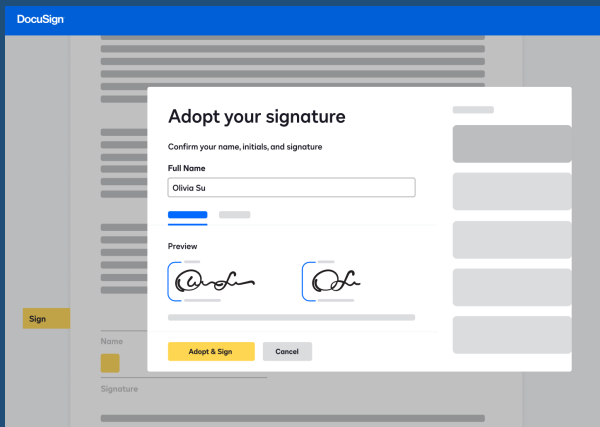 DocuSign
Adopt your signature
Confirm your name, initials, and signature
Full Name
Olivia Su
Preview
Sign
Name
Adopt & Sign
Cancel
Signature